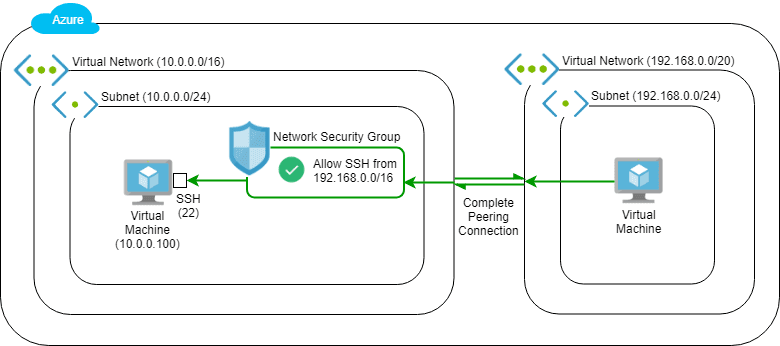 Azure
Virtual Network (10.0.0.0/16)
Subnet (10.0.0.0/24)
Network Security Group
Allow SSH from
192.168.0.0/16
SSH
(22)
Virtual
Machine
(10.0.0.100)
Complete
Peering
Connection
Virtual Network (192.168.0.0/20)
Subnet (192.168.0.0/24)
Virtual
Machine